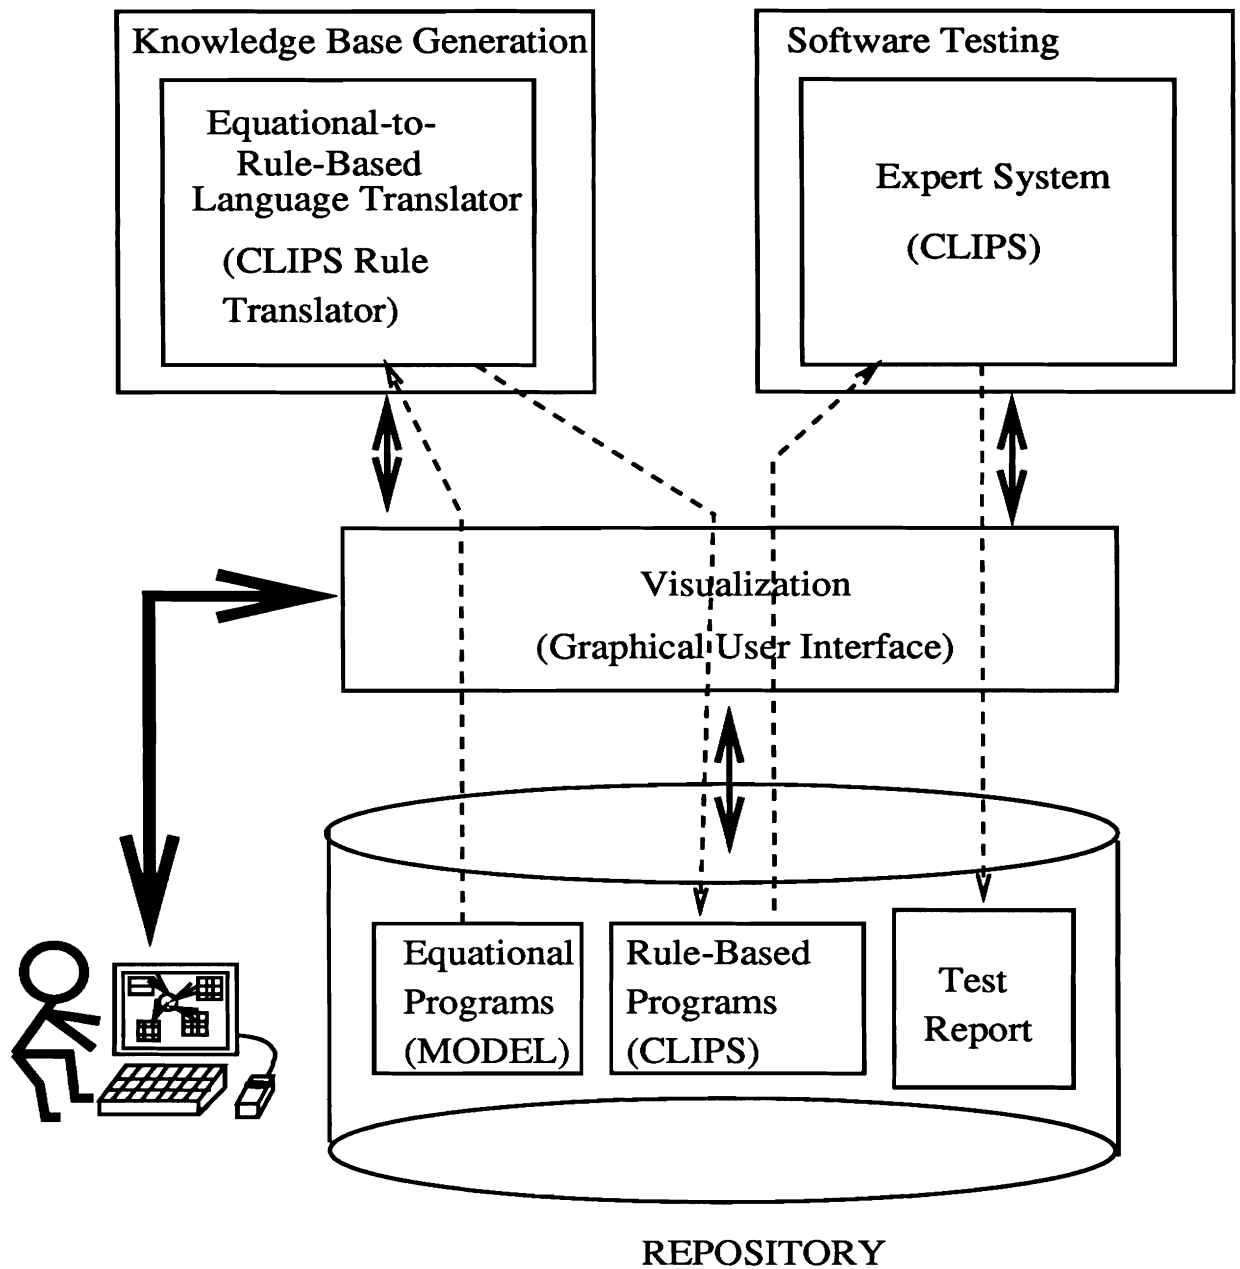 Knowledge Base Generation
Equational-to-
Rule-Based
Language Translator
(CLIPS Rule
Translator)
Software Testing
Expert System
(CLIPS)
Visualization
(Graphical User Interface)
Equational
Programs
(MODEL)
Rule-Based
Programs
(CLIPS)
Test
Report
REPOSITORY